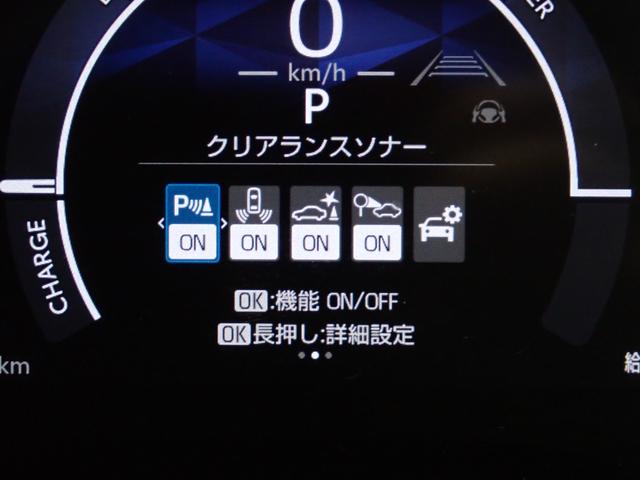 0
km/h
P
クリアランスソナー
P
ON ON ON ON
OK:機能 ON/OFF
OK長押し:詳細設定
CHARGE
km
給